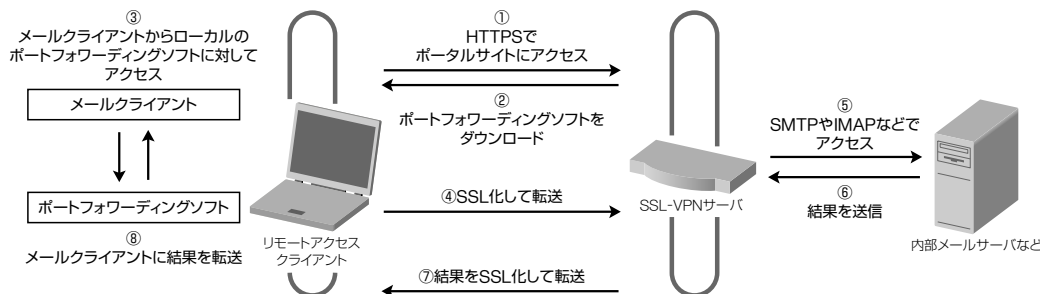 ③
メールクライアントからローカルの
ポートフォワーディングソフトに対して
アクセス
メールクライアント
ポートフォワーディングソフト
⑧
メールクライアントに結果を転送
リモートアクセス
クライアント
①
HTTPSで
ポータルサイトにアクセス
②
ポートフォワーディングソフトを
ダウンロード
④SSL化して転送
⑦結果をSSL化して転送
SSL-VPNサーバ
⑤
SMTPやIMAPなどで
アクセス
⑥
結果を送信
内部メールサーバなど